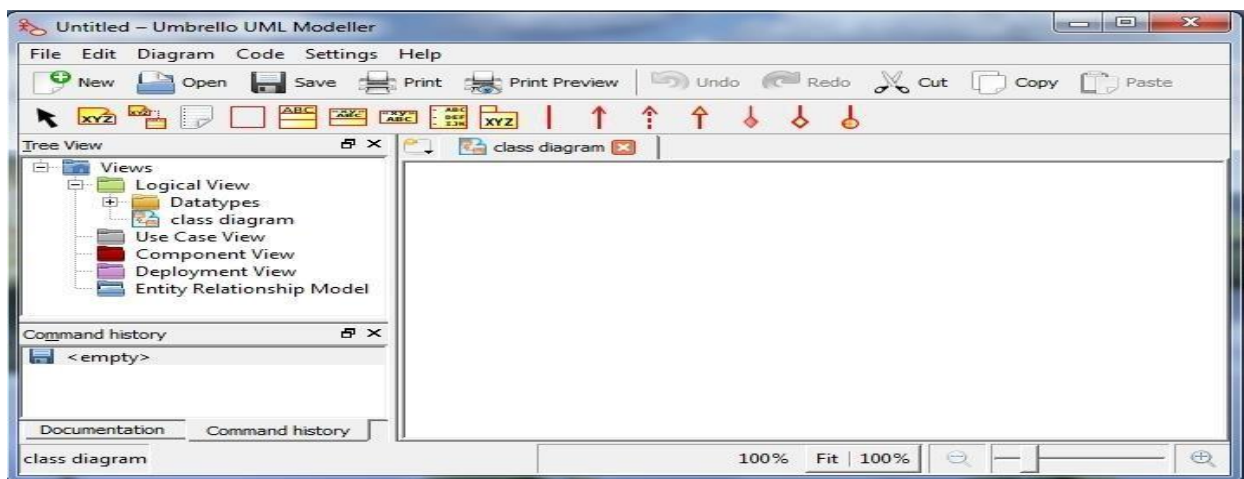 Untitled – Umbrello UML Modeller
File Edit Diagram Code Settings Help
New Open Save Print Print Preview Undo Redo Cut Copy Paste
XYZ ABC XYZ
Tree View
class diagram
Views
Logical View
Datatypes
class diagram
Use Case View
Component View
Deployment View
Entity Relationship Model
Command history
<empty>
Documentation Command history
class diagram 100% Fit 100%